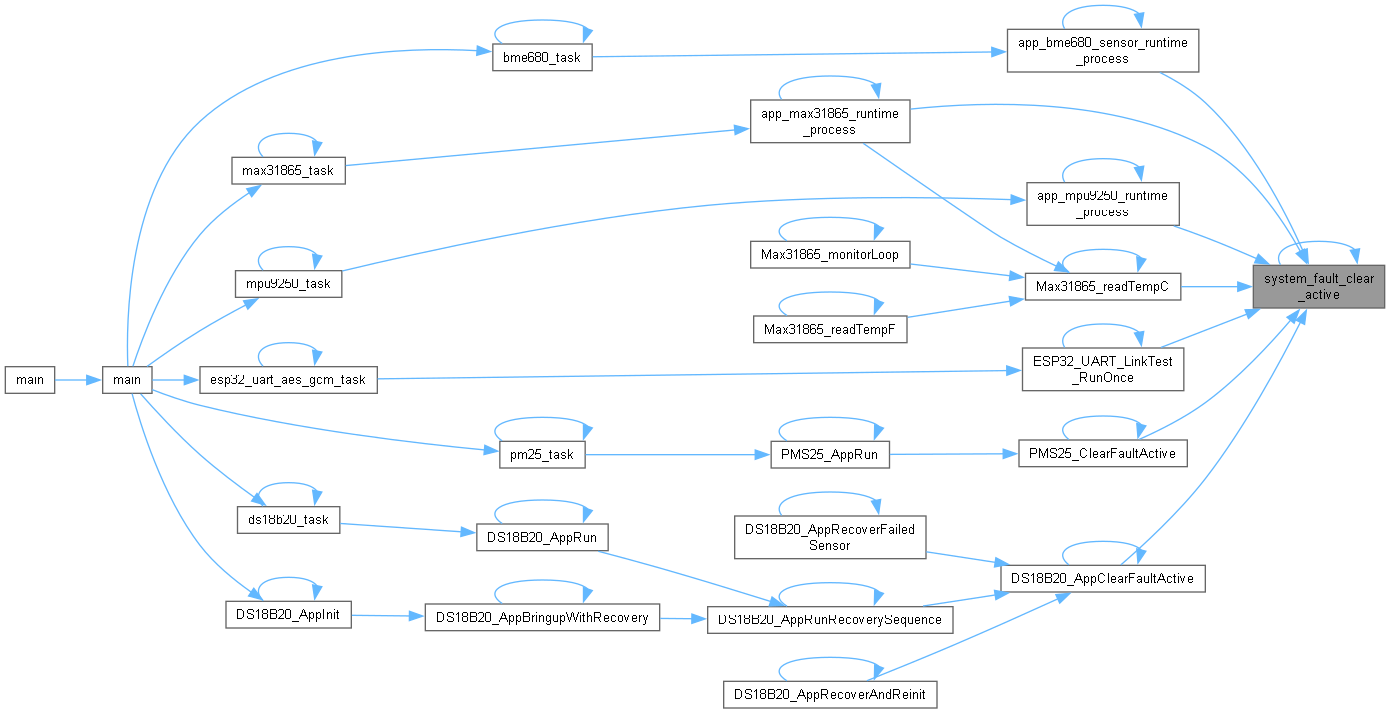 bme680_task
app_bme680_sensor_runtime
_process
app_max31865_runtime
_process
max31865_task
app_mpu9250_runtime
_process
Max31865_monitorLoop
mpu9250_task
Max31865_readTempC
system_fault_clear
_active
Max31865_readTempF
main
main
esp32_uart_aes_gcm_task
ESP32_UART_LinkTest
_RunOnce
pm25_task
PMS25_AppRun
PMS25_ClearFaultActive
ds18b20_task
DS18B20_AppRun
DS18B20_AppRecoverFailed
Sensor
DS18B20_AppClearFaultActive
DS18B20_AppInit
DS18B20_AppBringupWithRecovery
DS18B20_AppRunRecoverySequence
DS18B20_AppRecoverAndReinit